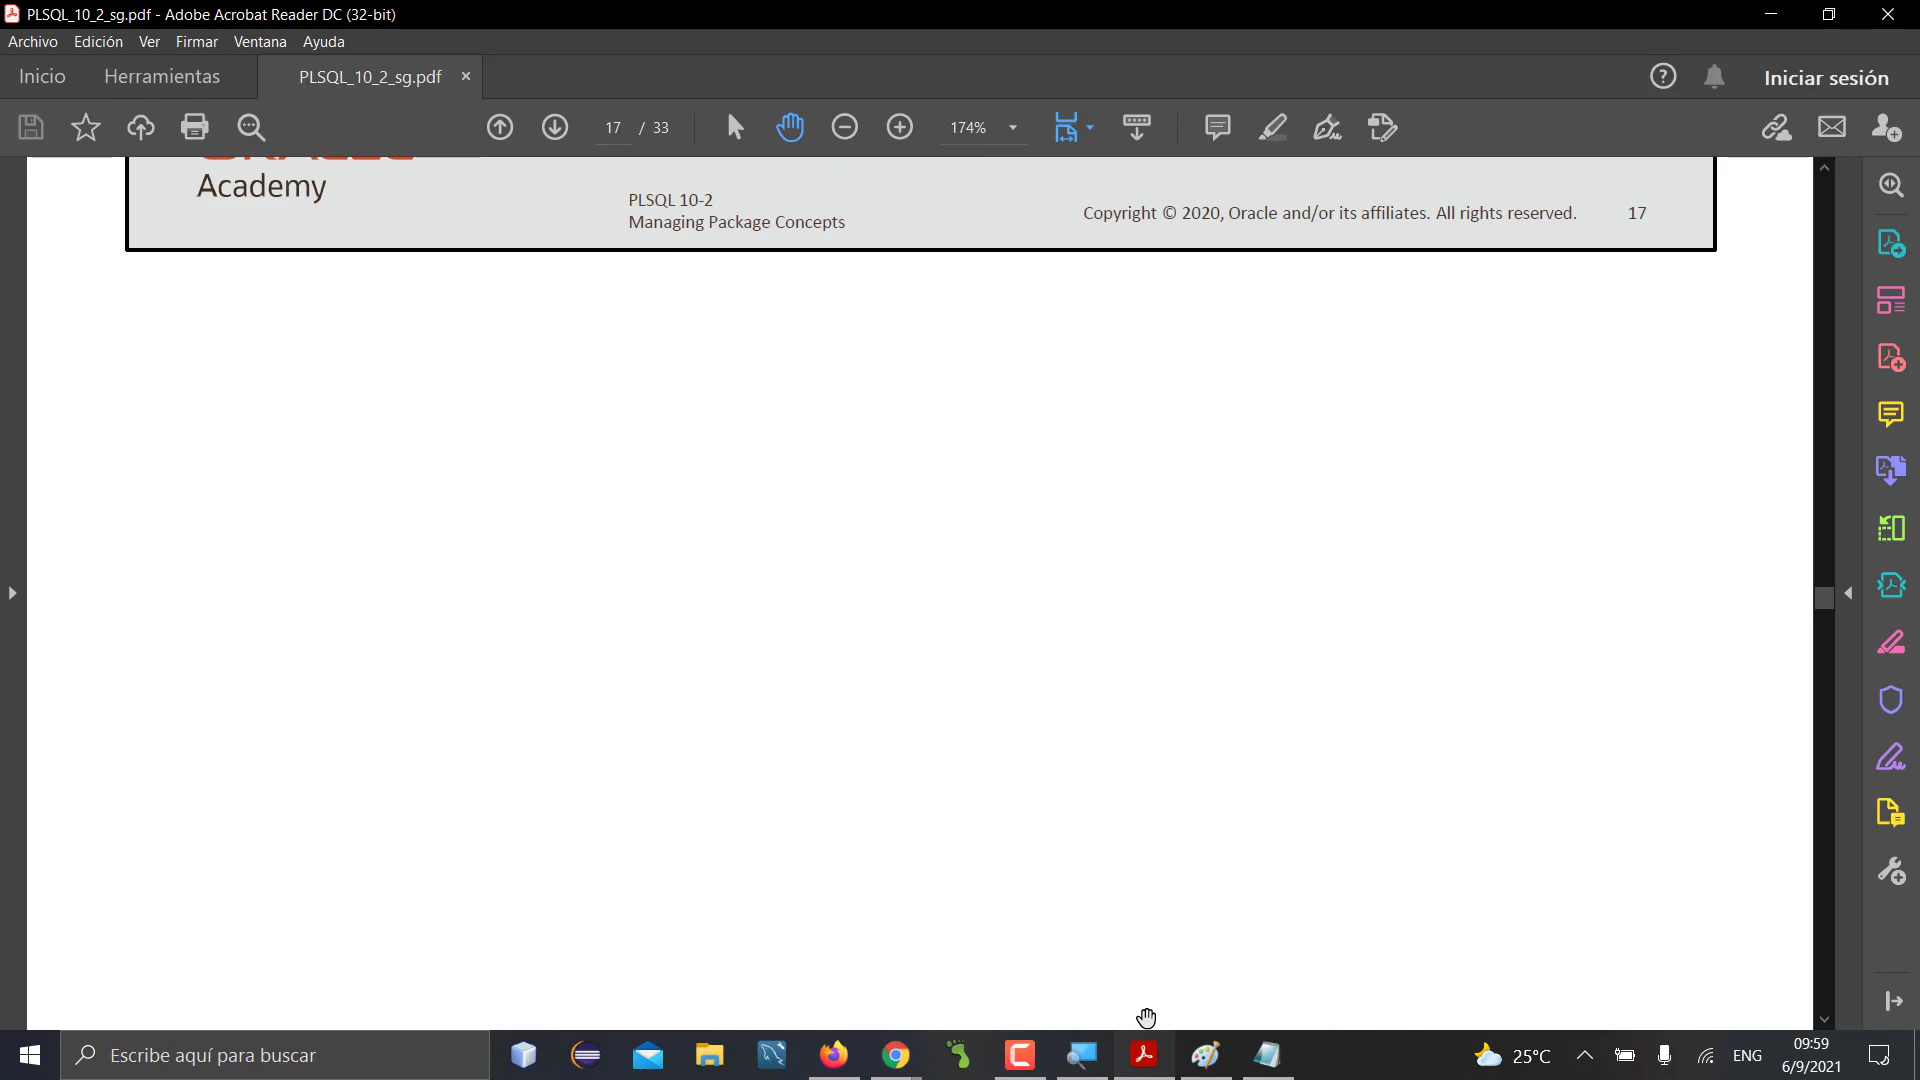 PLSQL_10_2_sg.pdf - Adobe Acrobat Reader DC (32-bit)
Archivo Edición Ver Firmar Ventana Ayuda
Inicio Herramientas PLSQL_10_2_sg.pdf Iniciar sesión
17 / 33 174%
Academy
PLSQL 10-2
Managing Package Concepts
Copyright © 2020, Oracle and/or its affiliates. All rights reserved. 17
Escribe aquí para buscar
25°C ENG 09:59
6/9/2021